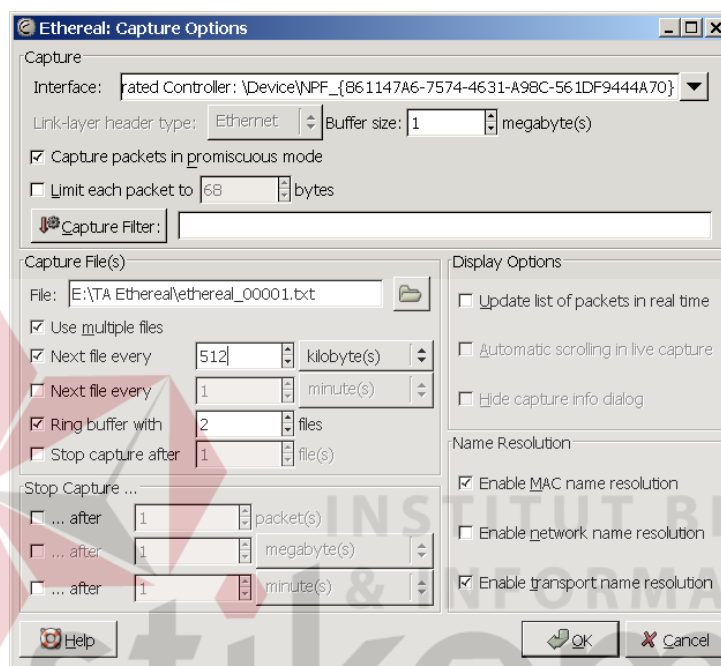 Ethereal: Capture Options
Capture
Interface: rated Controller: \Device\NPF_{861147A6-7574-4631-A98C-561DF9444A70}
Link-layer header type: Ethernet Buffer size: 1 megabyte(s)
Capture packets in promiscuous mode
Limit each packet to 68 bytes
Capture Filter:
Capture File(s)
File: E:\TA Ethereal\ethereal_00001.txt
Use multiple files
Next file every 512 kilobyte(s)
Next file every 1 minute(s)
Ring buffer with 2 files
Stop capture after 1 file(s)
Stop Capture ...
... after 1 packet(s)
... after 1 megabyte(s)
... after 1 minute(s)
Display Options
Update list of packets in real time
Automatic scrolling in live capture
Hide capture info dialog
Name Resolution
Enable MAC name resolution
Enable network name resolution
Enable transport name resolution
Help
OK
Cancel
INSTITUT BI
& INFORMA
stikom